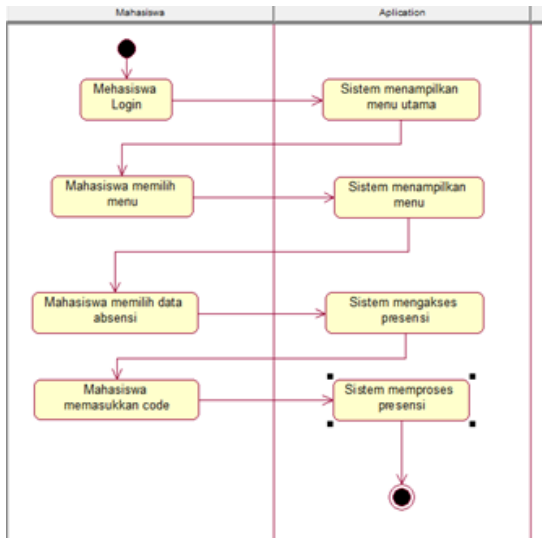 Mahasiswa
Aplication
Mehasiswa
Login
Sistem menampilkan
menu utama
Mahasiswa memilih
menu
Sistem menampilkan
menu
Mahasiswa memilih data
absensi
Sistem mengakses
presensi
Mahasiswa
memasukkan code
Sistem memproses
presensi